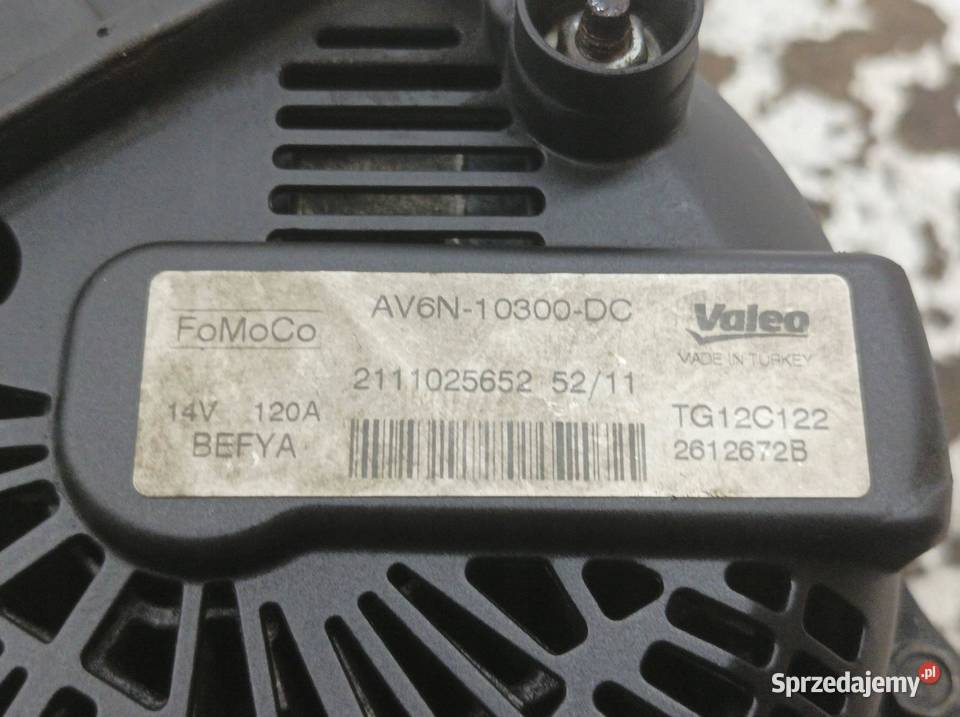 FoMoCo
AV6N-10300-DC
Valeo
MADE IN TURKEY
2111025652 52/11
14V 120A
BEFYA
TG12C122
2612672B
Sprzedajemy.pl